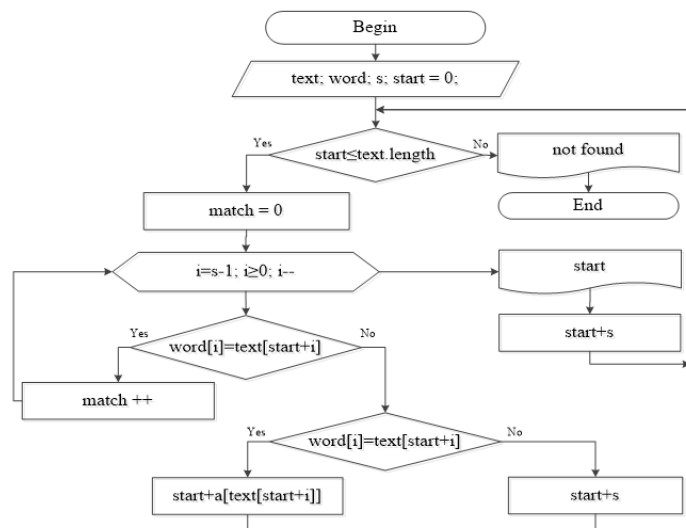 Begin
text; word; s; start = 0;
Yes
start≤text.length
No
not found
End
match = 0
i=s-1; i≥0; i--
start
start+s
Yes
word[i]=text[start+i]
No
match ++
Yes
word[i]=text[start+i]
No
start+a[text[start+i]]
start+s